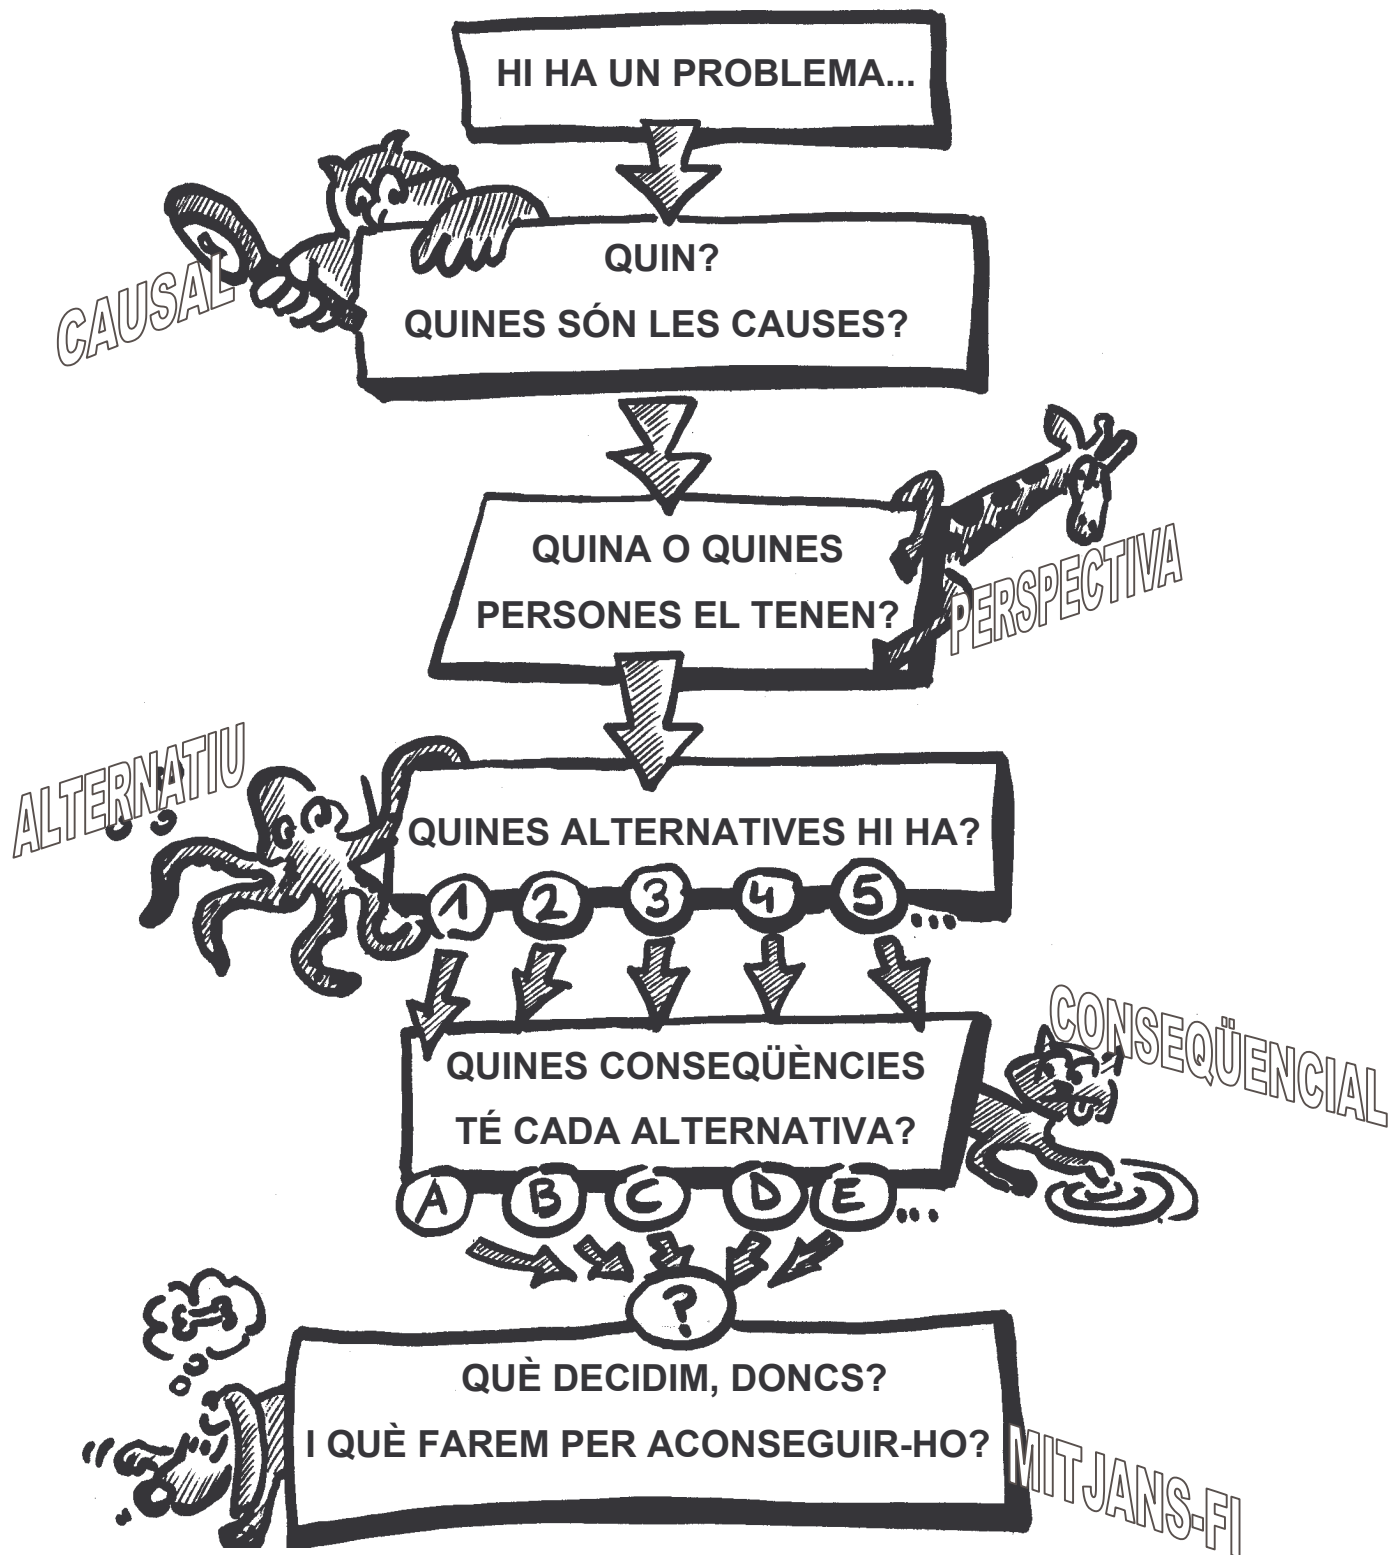 HI HA UN PROBLEMA...
QUIN?
CAUSAL
QUINES SÓN LES CAUSES?
QUINA O QUINES
PERSPECTIVA
PERSONES EL TENEN?
ALTERNATIU
QUINES ALTERNATIVES HI HA?
1 2 3 4 5 ...
CONSEQÜENCIAL
QUINES CONSEQÜÈNCIES
TÉ CADA ALTERNATIVA?
A B C D E ...
?
QUÈ DECIDIM, DONCS?
I QUÈ FAREM PER ACONSEGUIR-HO?
MITJANS-FI